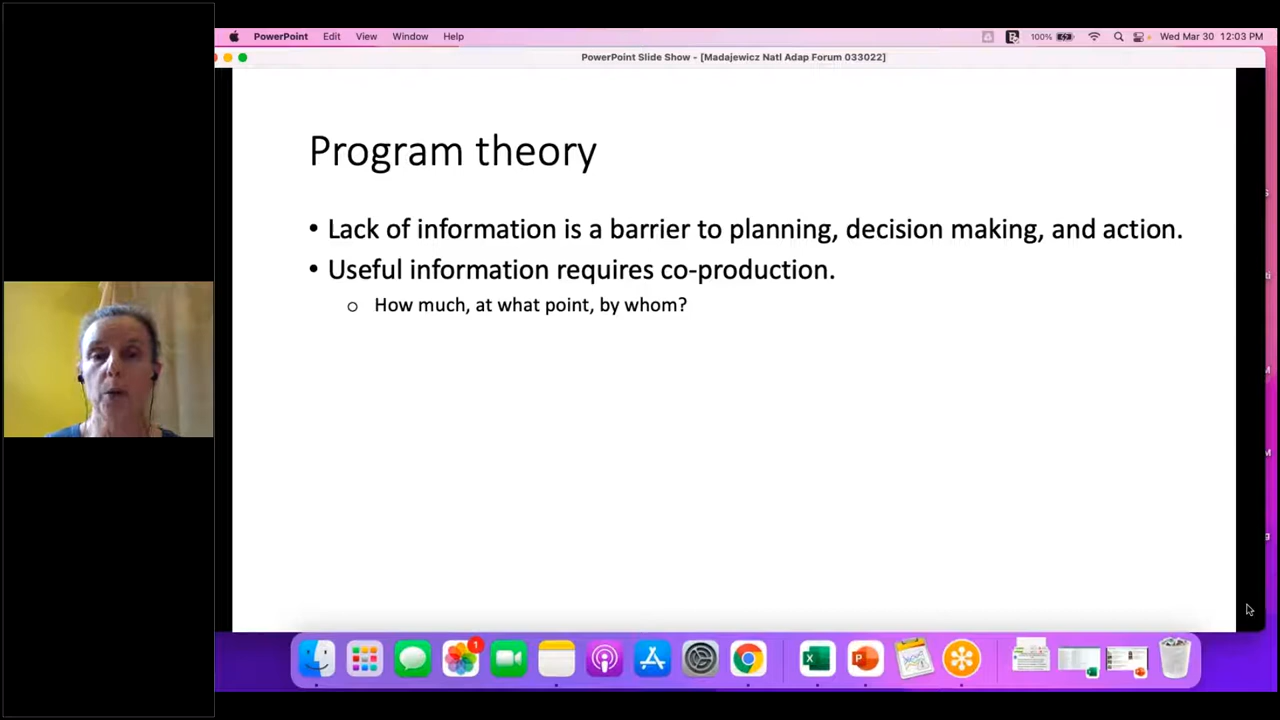 PowerPoint Edit View Window Help 100% Wed Mar 30 12:03 PM
PowerPoint Slide Show - [Madajewicz Natl Adap Forum 033022]
Program theory
• Lack of information is a barrier to planning, decision making, and action.
• Useful information requires co-production.
o How much, at what point, by whom?
1